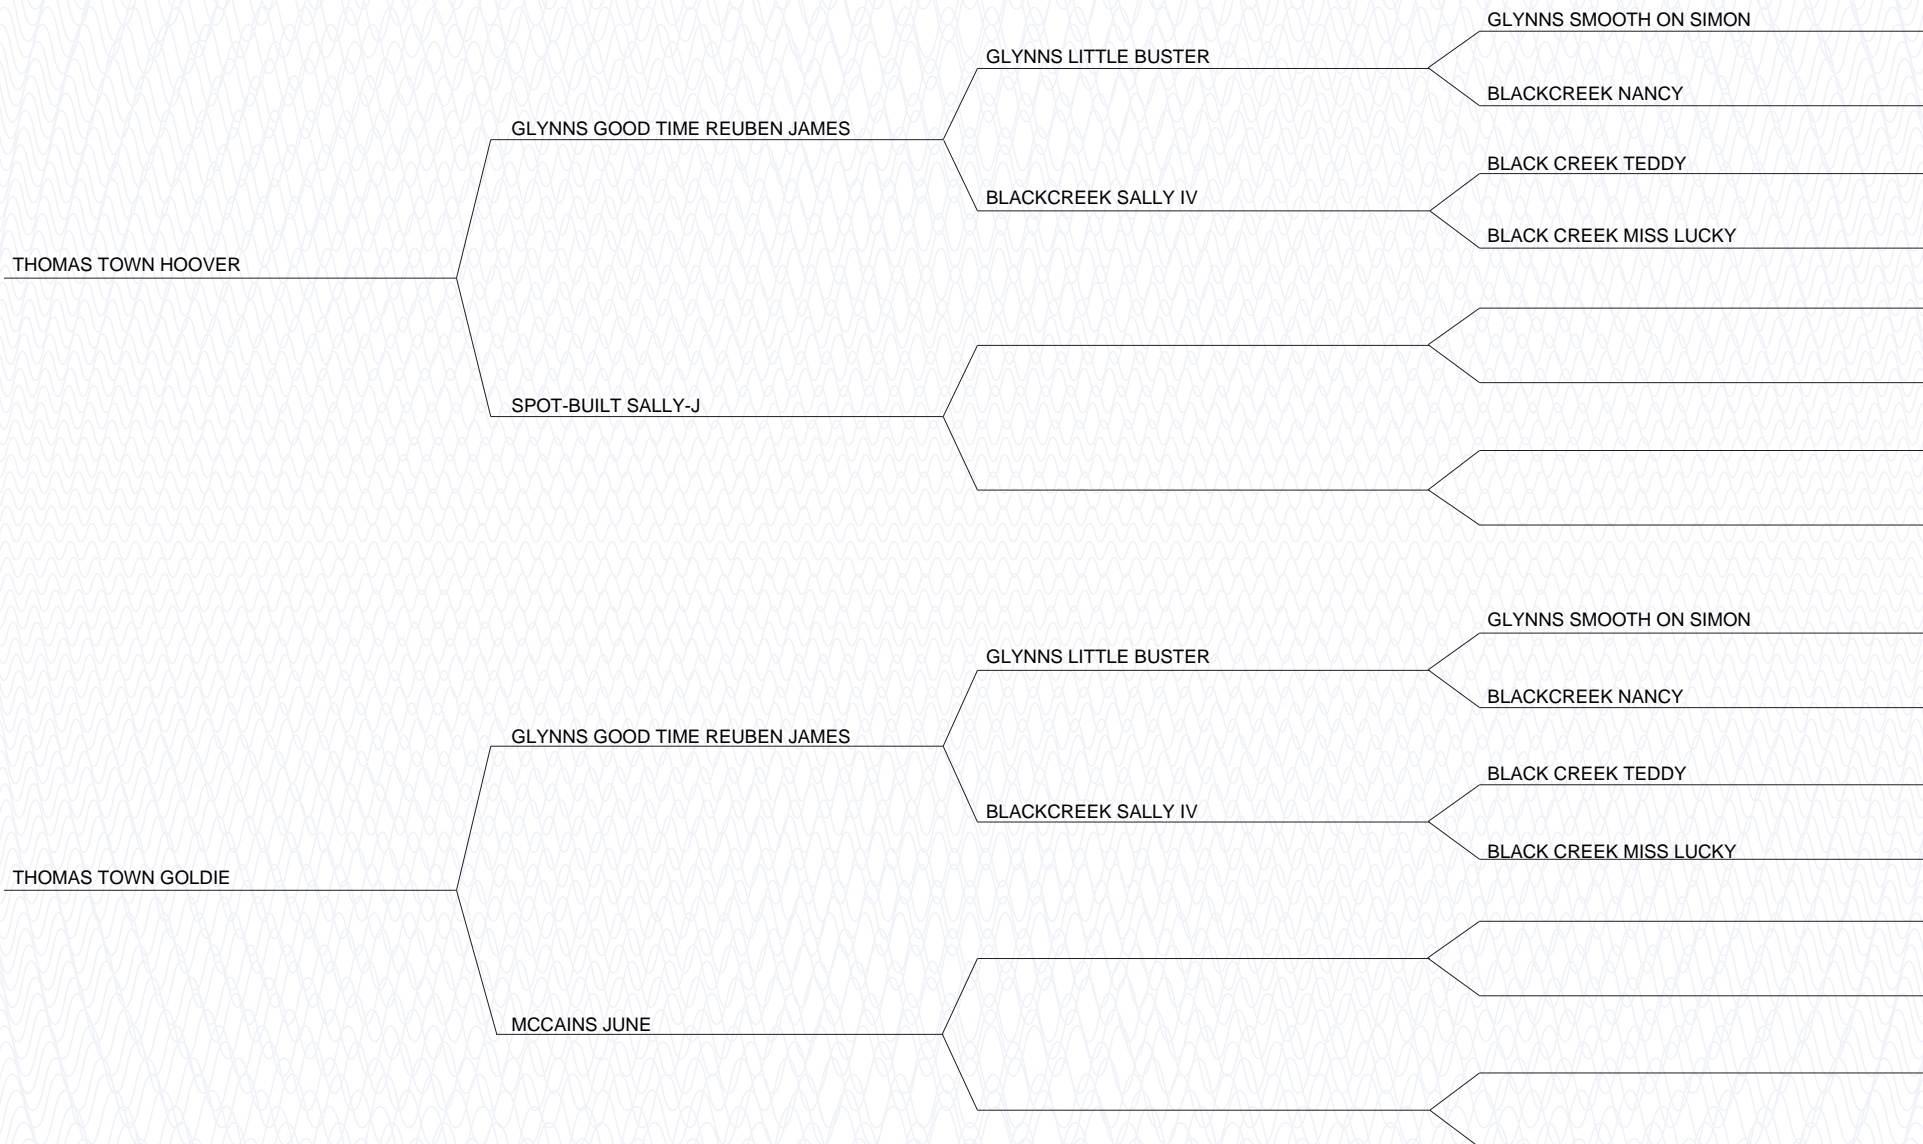 GLYNNS SMOOTH ON SIMON
GLYNNS LITTLE BUSTER
BLACKCREEK NANCY
GLYNNS GOOD TIME REUBEN JAMES
BLACK CREEK TEDDY
BLACKCREEK SALLY IV
BLACK CREEK MISS LUCKY
THOMAS TOWN HOOVER
SPOT-BUILT SALLY-J
GLYNNS SMOOTH ON SIMON
GLYNNS LITTLE BUSTER
BLACKCREEK NANCY
GLYNNS GOOD TIME REUBEN JAMES
BLACK CREEK TEDDY
BLACKCREEK SALLY IV
BLACK CREEK MISS LUCKY
THOMAS TOWN GOLDIE
MCCAINS JUNE